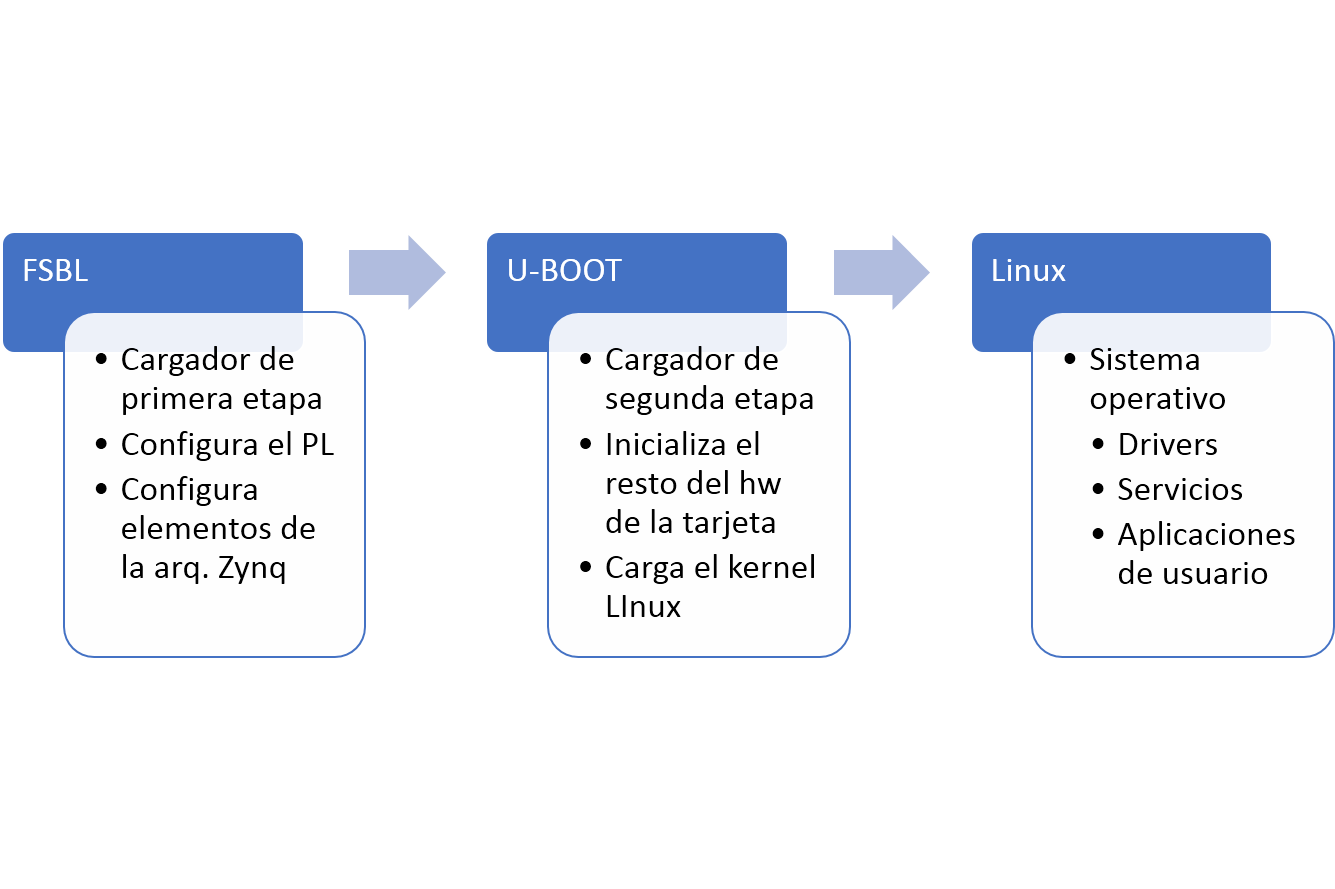 FSBL
• Cargador de
primera etapa
• Configura el PL
• Configura
elementos de
la arq. Zynq
U-BOOT
• Cargador de
segunda etapa
• Inicializa el
resto del hw
de la tarjeta
• Carga el kernel
LInux
Linux
• Sistema
operativo
• Drivers
• Servicios
• Aplicaciones
de usuario